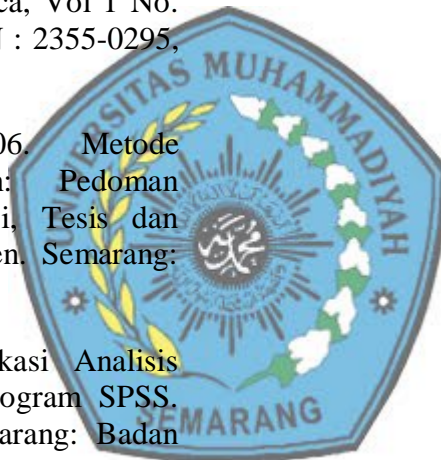 ca, Vol 1 No.
N : 2355-0295,
06. Metode
n: Pedoman
i, Tesis dan
en. Semarang:
kasi Analisis
ogram SPSS.
arang: Badan
UNIVERSITAS MUHAMMADIYAH
SEMARANG
محمدية